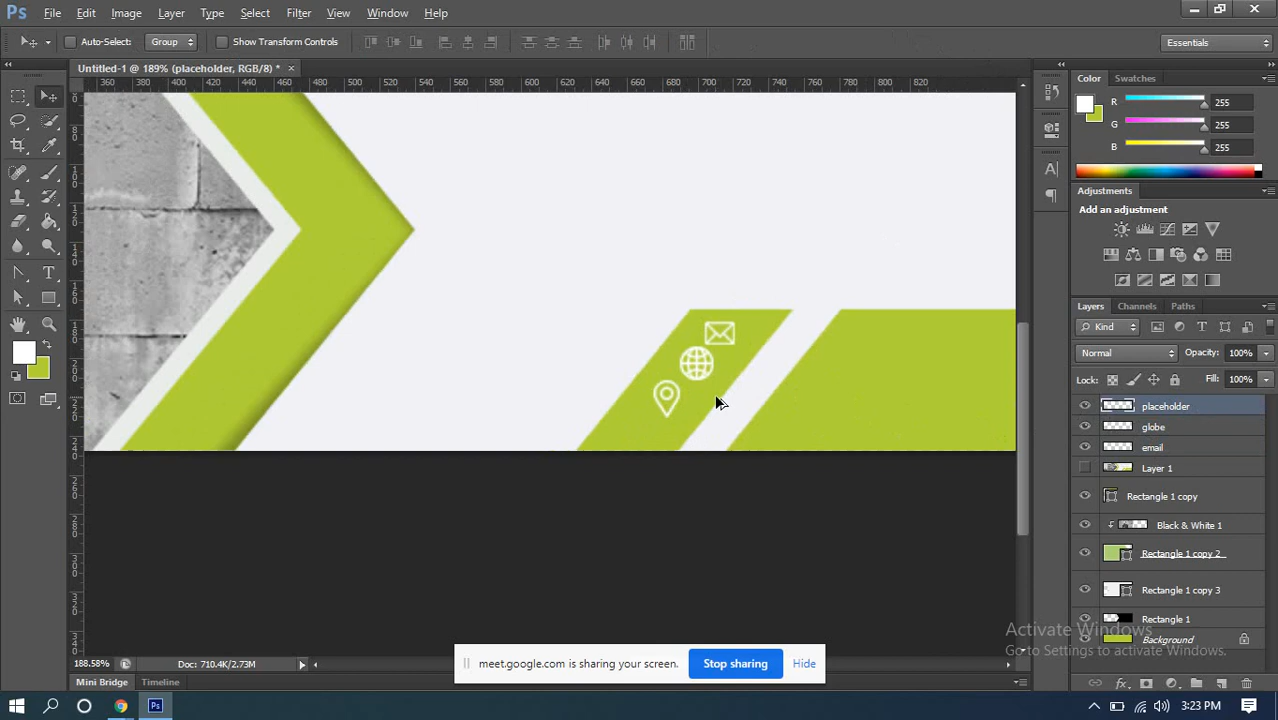 Ps File Edit Image Layer Type Select Filter View Window Help
Auto-Select: Group Show Transform Controls Essentials
Untitled-1 @ 189% (placeholder, RGB/8) * ×
360 380 400 420 440 460 480 500 520 540 560 580 600 620 640 660 680 700 720 740 760 780 800 820
Color Swatches
R 255
G 255
B 255
Adjustments
Add an adjustment
Layers Channels Paths
Kind
Normal Opacity: 100%
Lock: Fill: 100%
placeholder
globe
email
Layer 1
Rectangle 1 copy
Black & White 1
Rectangle 1 copy 2
Rectangle 1 copy 3
Rectangle 1
Background
Activate Windows
Go to Settings to activate Windows.
188.58% Doc: 710.4K/2.73M
meet.google.com is sharing your screen. Stop sharing Hide
Mini Bridge Timeline
Ps 3:23 PM